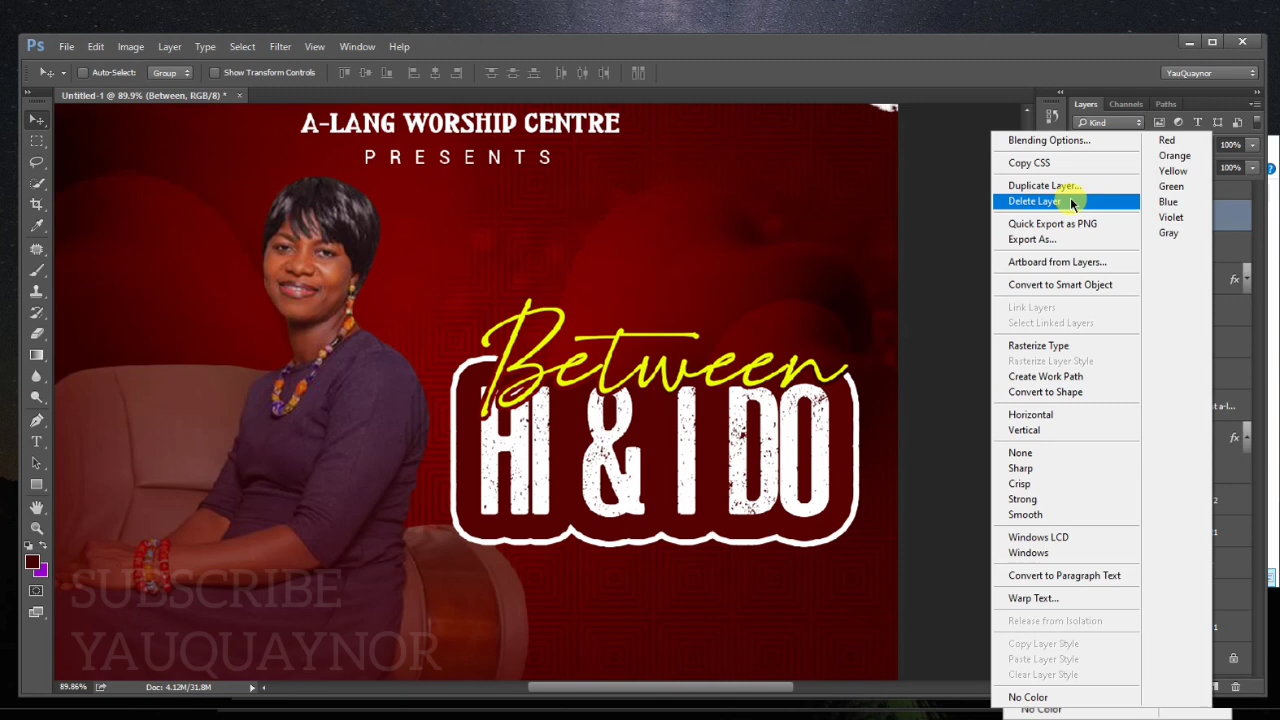 Ps File Edit Image Layer Type Select Filter View Window Help
Auto-Select: Group Show Transform Controls YauQuaynor
Untitled-1 @ 89.9% (Between, RGB/8) * ×
Layers Channels Paths
Kind
100%
100%
A-LANG WORSHIP CENTRE
PRESENTS
Between
HI & I DO
SUBSCRIBE
YAUQUAYNOR
Blending Options...
Copy CSS
Duplicate Layer...
Delete Layer
Quick Export as PNG
Export As...
Artboard from Layers...
Convert to Smart Object
Link Layers
Select Linked Layers
Rasterize Type
Rasterize Layer Style
Create Work Path
Convert to Shape
Horizontal
Vertical
None
Sharp
Crisp
Strong
Smooth
Windows LCD
Windows
Convert to Paragraph Text
Warp Text...
Release from Isolation
Copy Layer Style
Paste Layer Style
Clear Layer Style
No Color
No Color
Red
Orange
Yellow
Green
Blue
Violet
Gray
fx
fx
89.86% Doc: 4.12M/31.8M